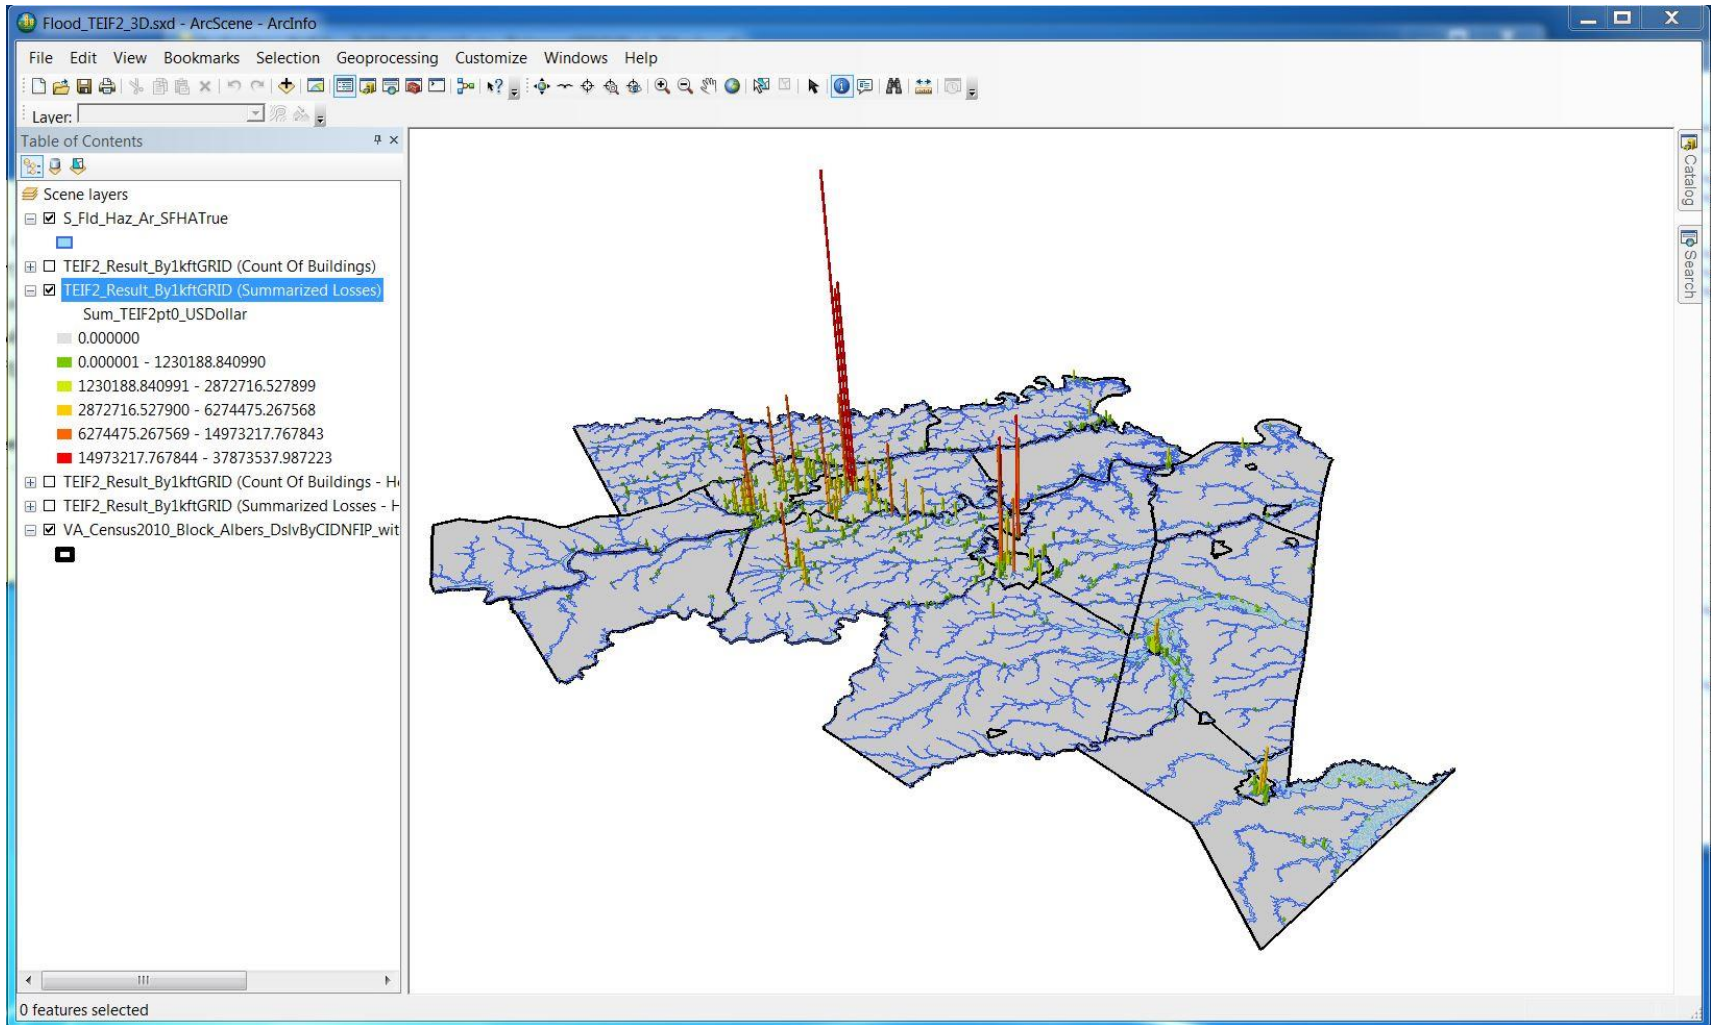 Flood_TEIF2_3D.sxd - ArcScene - ArcInfo
File Edit View Bookmarks Selection Geoprocessing Customize Windows Help
Layer:
Table of Contents
Scene layers
S_Fld_Haz_Ar_SFHATrue
TEIF2_Result_By1kftGRID (Count Of Buildings)
TEIF2_Result_By1kftGRID (Summarized Losses)
Sum_TEIF2pt0_USDollar
0.000000
0.000001 - 1230188.840990
1230188.840991 - 2872716.527899
2872716.527900 - 6274475.267568
6274475.267569 - 14973217.767843
14973217.767844 - 37873537.987223
TEIF2_Result_By1kftGRID (Count Of Buildings - H
TEIF2_Result_By1kftGRID (Summarized Losses - H
VA_Census2010_Block_Albers_DslvByCIDNFIP_wit
Catalog
Search
0 features selected